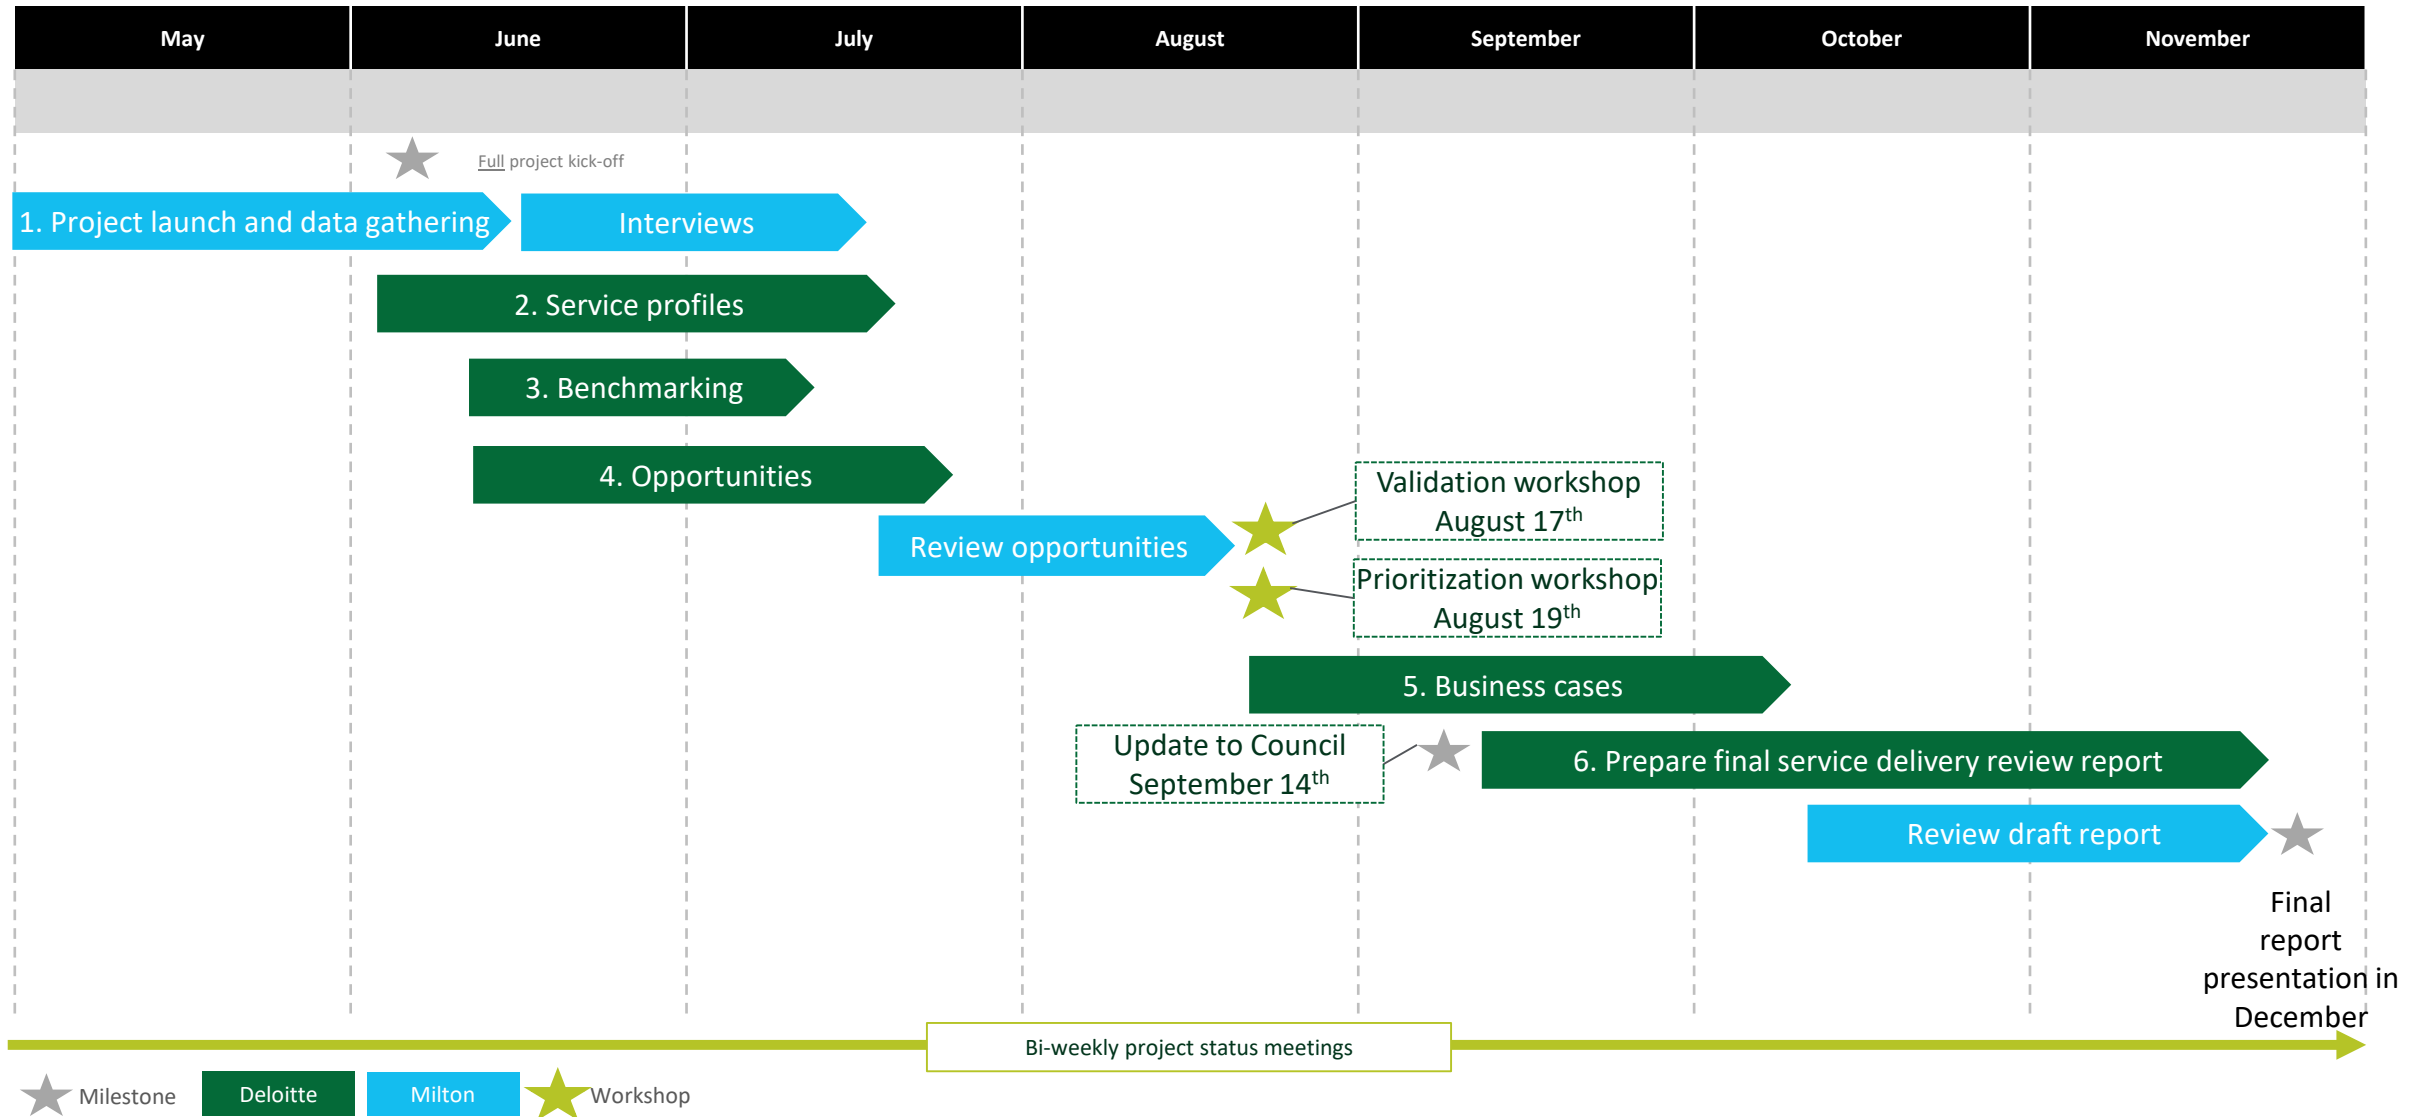 May
June
July
August
September
October
November
Full project kick-off
1. Project launch and data gathering
Interviews
2. Service profiles
3. Benchmarking
4. Opportunities
Validation workshop
August 17th
Review opportunities
Prioritization workshop
August 19th
5. Business cases
Update to Council
September 14th
6. Prepare final service delivery review report
Review draft report
Final
report
presentation in
December
Bi-weekly project status meetings
Milestone
Deloitte
Milton
Workshop